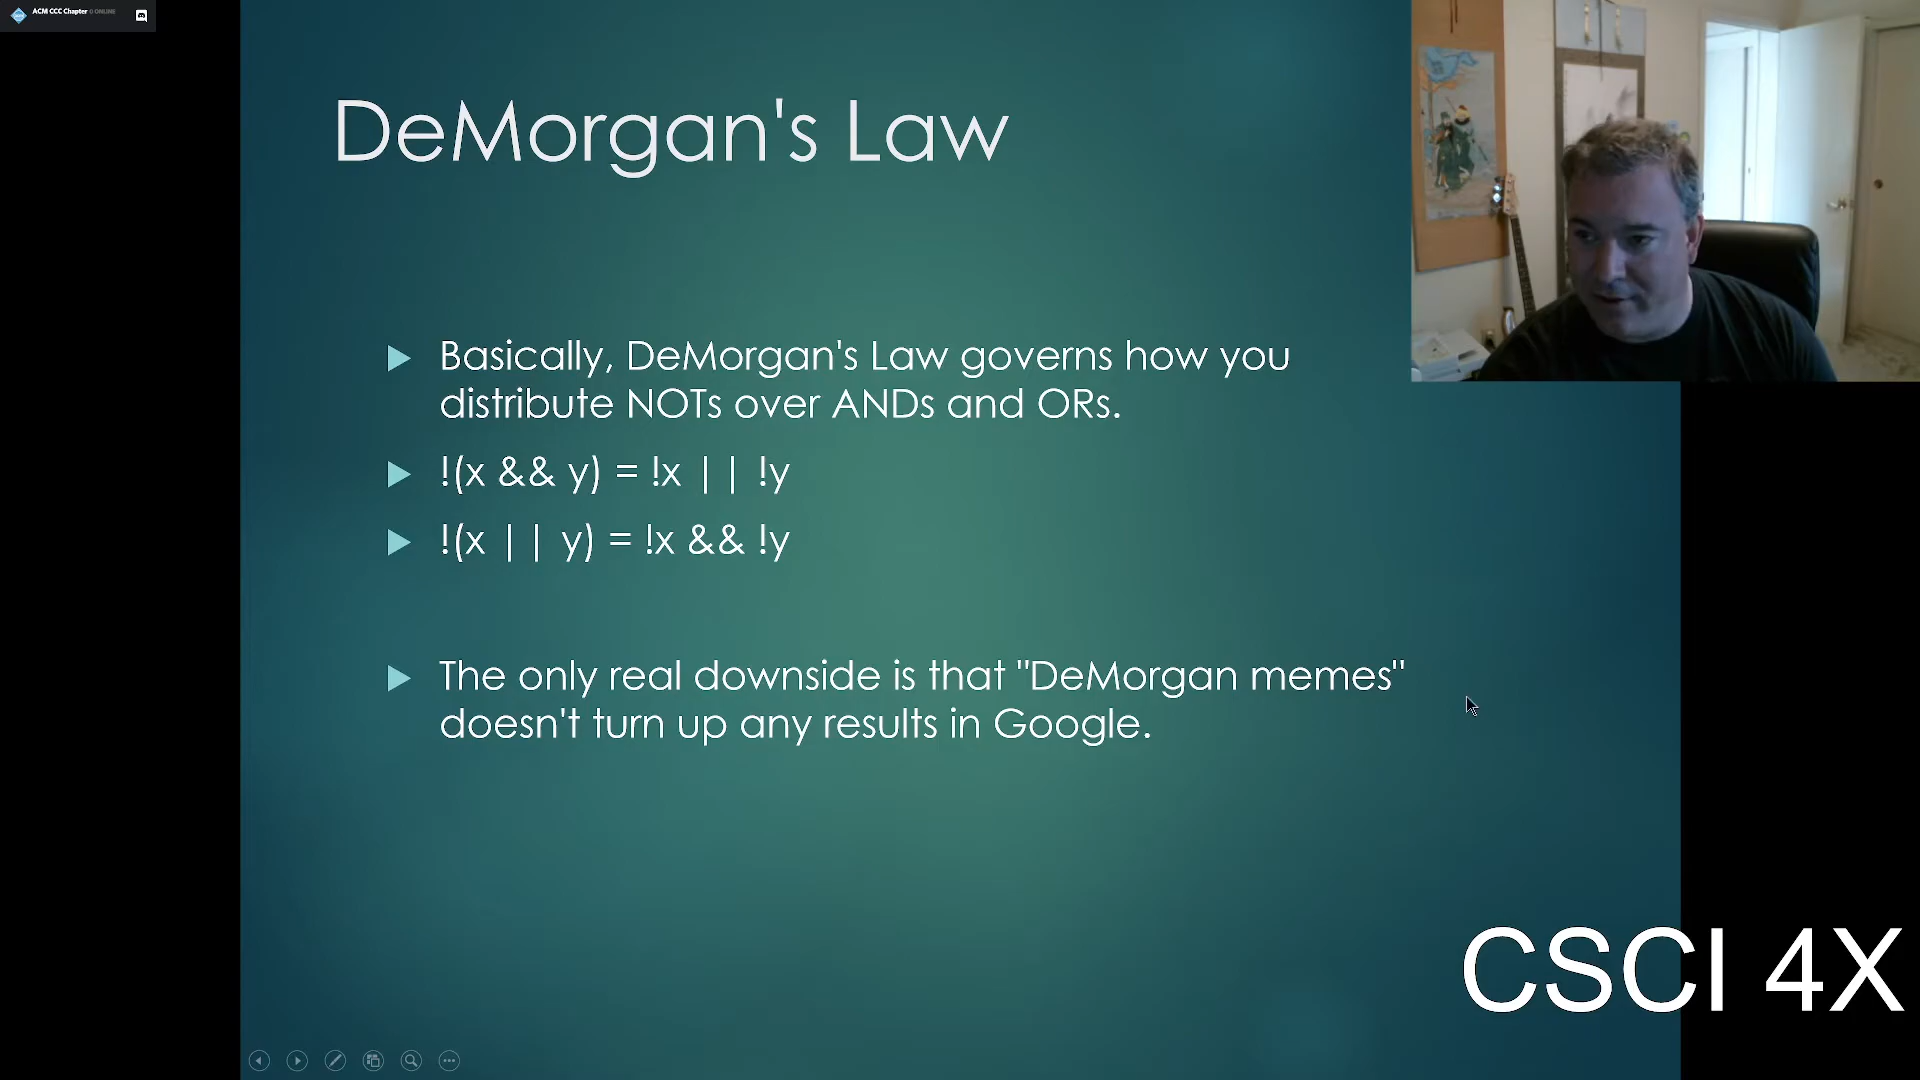 ACM CCC Chapter ONLINE
DeMorgan's Law
Basically, DeMorgan's Law governs how you
distribute NOTs over ANDs and ORs.
!(x && y) = !x || !y
!(x || y) = !x && !y
The only real downside is that "DeMorgan memes"
doesn't turn up any results in Google.
CSCI 4X